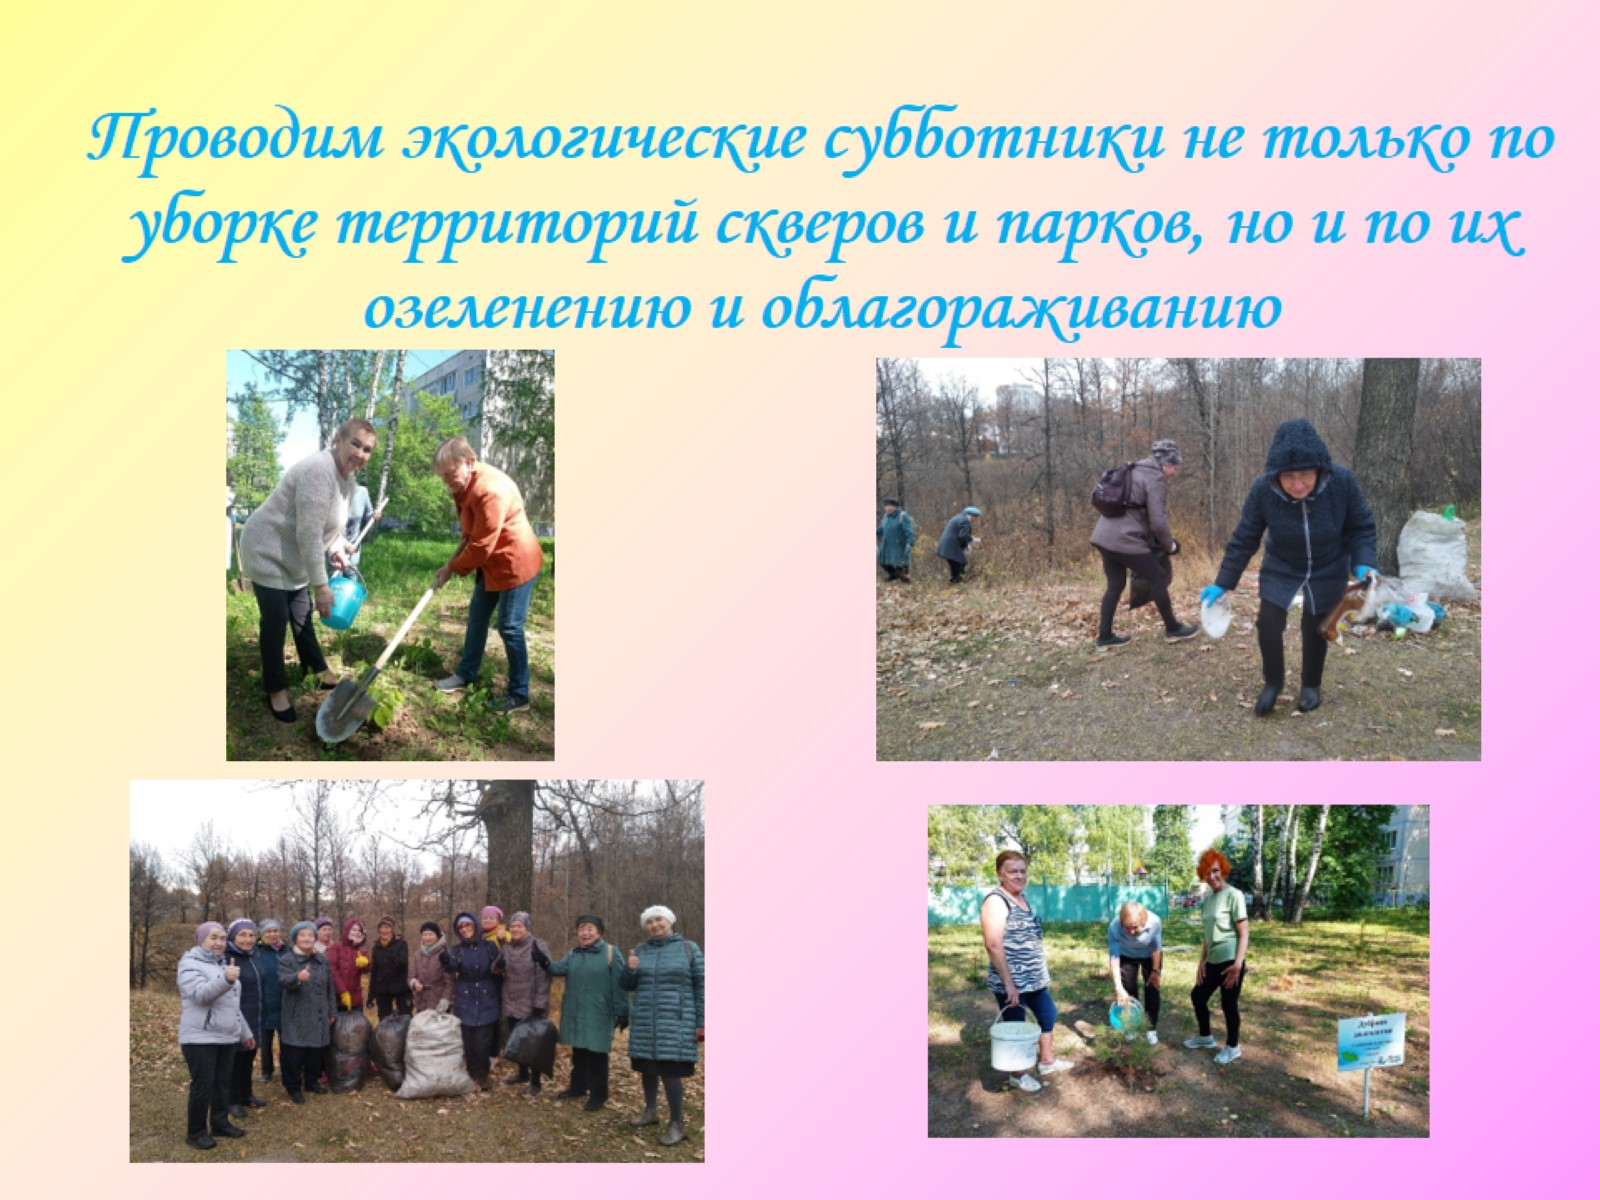 Проводим экологические субботники не только по
уборке территорий скверов и парков, но и по их
озеленению и облагораживанию